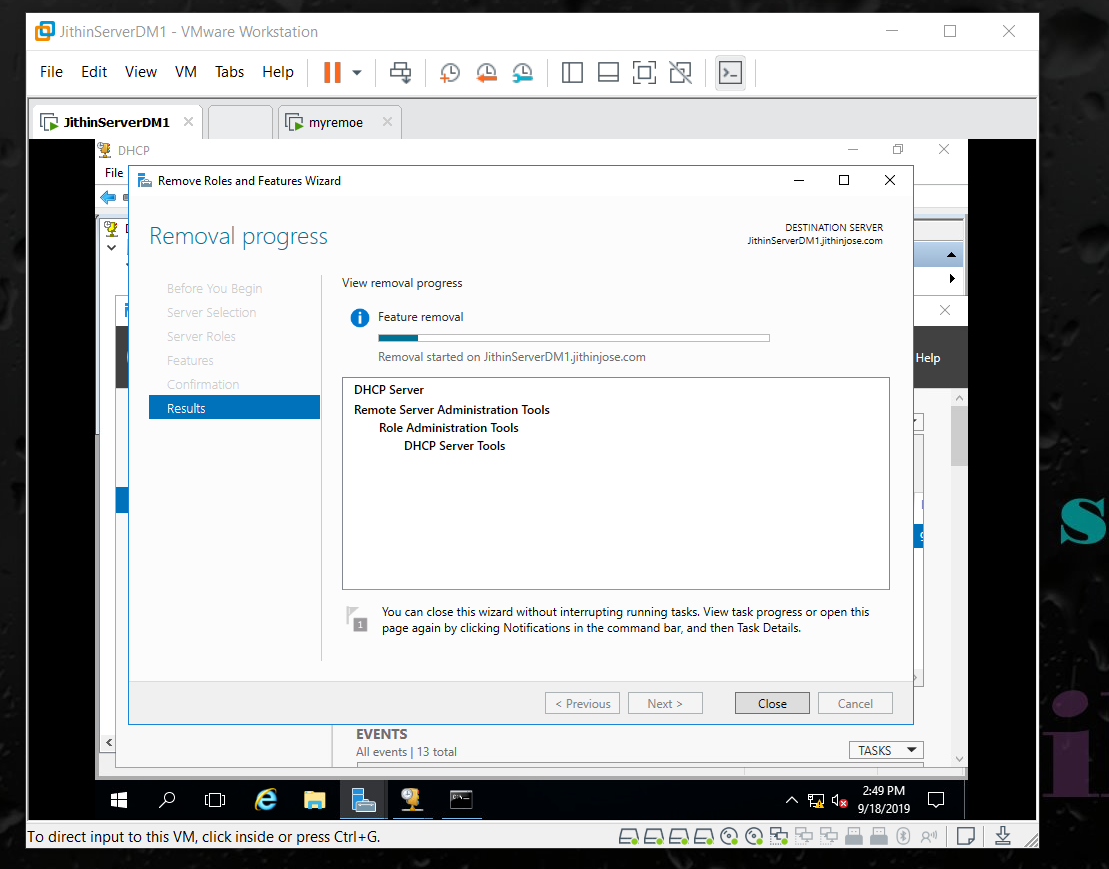 JithinServerDM1 - VMware Workstation
File Edit View VM Tabs Help
JithinServerDM1 myremoe
DHCP
File
Remove Roles and Features Wizard
Removal progress
DESTINATION SERVER
JithinServerDM1.jithinjose.com
Before You Begin
Server Selection
Server Roles
Features
Confirmation
Results
View removal progress
Feature removal
Removal started on JithinServerDM1.jithinjose.com
DHCP Server
Remote Server Administration Tools
Role Administration Tools
DHCP Server Tools
1
You can close this wizard without interrupting running tasks. View task progress or open this
page again by clicking Notifications in the command bar, and then Task Details.
< Previous Next > Close Cancel
Help
EVENTS
All events | 13 total
TASKS
2:49 PM
9/18/2019
To direct input to this VM, click inside or press Ctrl+G.
s
i